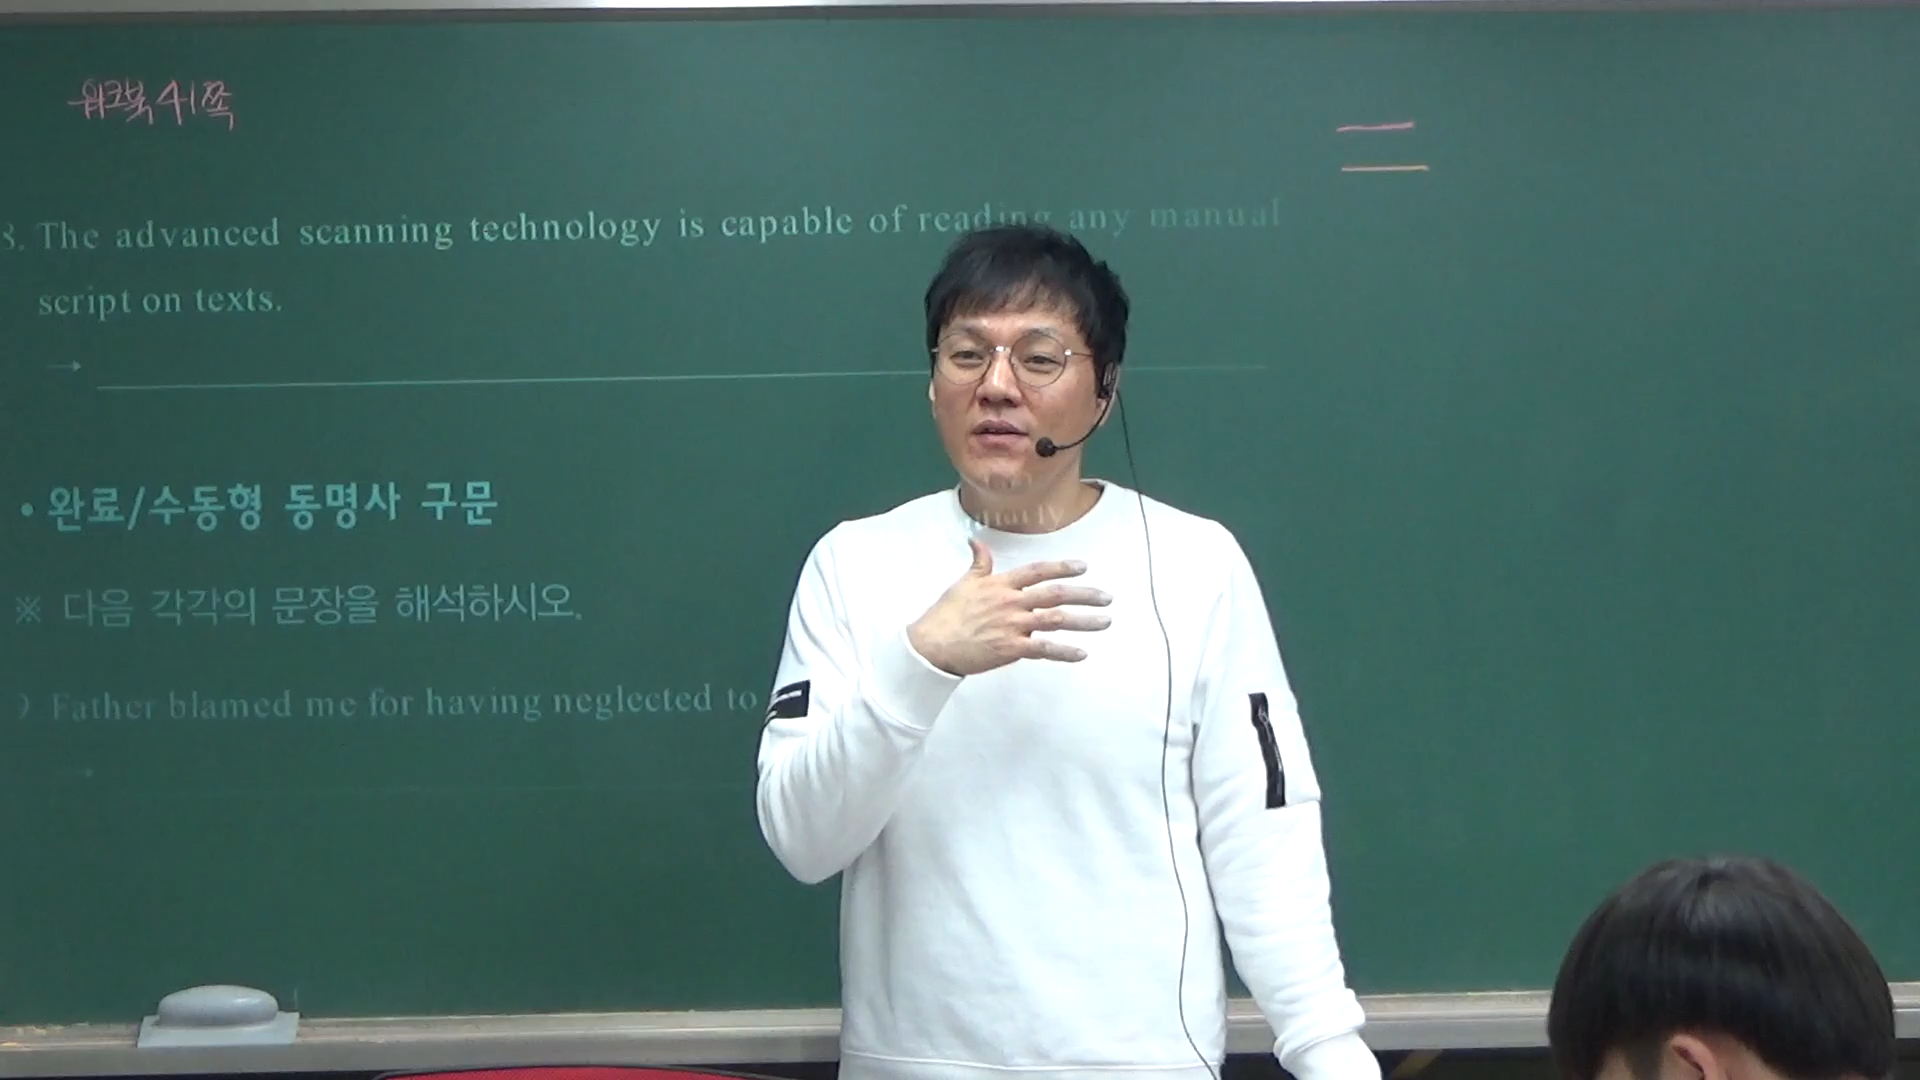 워크북 41쪽
8. The advanced scanning technology is capable of reading any manual
script on texts.
→
• 완료/수동형 동명사 구문
※ 다음 각각의 문장을 해석하시오.
9. Father blamed me for having neglected to